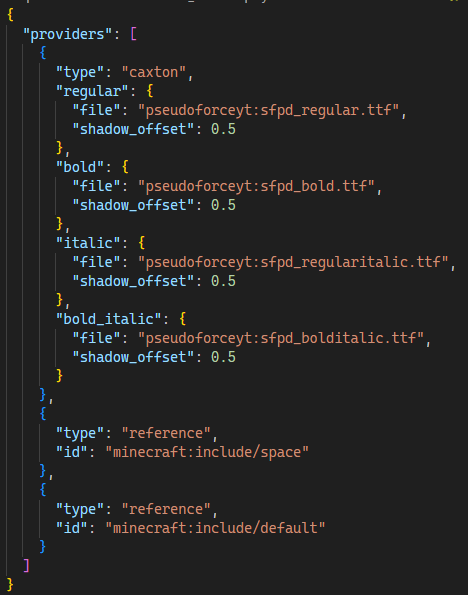 {
  "providers": [
    {
      "type": "caxton",
      "regular": {
        "file": "pseudoforceyt:sfpd_regular.ttf",
        "shadow_offset": 0.5
      },
      "bold": {
        "file": "pseudoforceyt:sfpd_bold.ttf",
        "shadow_offset": 0.5
      },
      "italic": {
        "file": "pseudoforceyt:sfpd_regularitalic.ttf",
        "shadow_offset": 0.5
      },
      "bold_italic": {
        "file": "pseudoforceyt:sfpd_bolditalic.ttf",
        "shadow_offset": 0.5
      }
    },
    {
      "type": "reference",
      "id": "minecraft:include/space"
    },
    {
      "type": "reference",
      "id": "minecraft:include/default"
    }
  ]
}